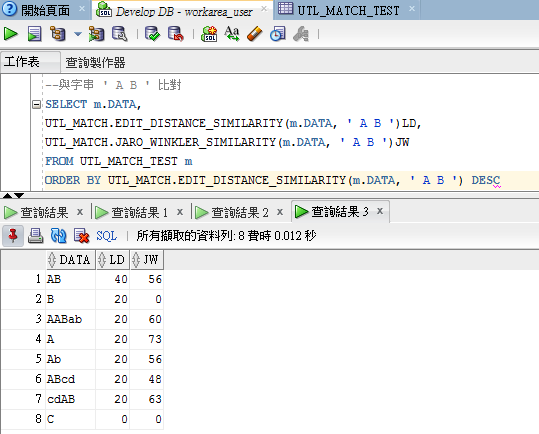 開始頁面
Develop DB - workarea_user
UTL_MATCH_TEST
工作表
查詢製作器
--與字串 ' A B ' 比對
SELECT m.DATA,
UTL_MATCH.EDIT_DISTANCE_SIMILARITY(m.DATA, ' A B ')LD,
UTL_MATCH.JARO_WINKLER_SIMILARITY(m.DATA, ' A B ')JW
FROM UTL_MATCH_TEST m
ORDER BY UTL_MATCH.EDIT_DISTANCE_SIMILARITY(m.DATA, ' A B ') DESC
查詢結果 x 查詢結果 1 x 查詢結果 2 x 查詢結果 3 x
SQL | 所有擷取的資料列: 8 費時 0.012 秒
DATA LD JW
1 AB 40 56
2 B 20 0
3 AABab 20 60
4 A 20 73
5 Ab 20 56
6 ABcd 20 48
7 cdAB 20 63
8 C 0 0